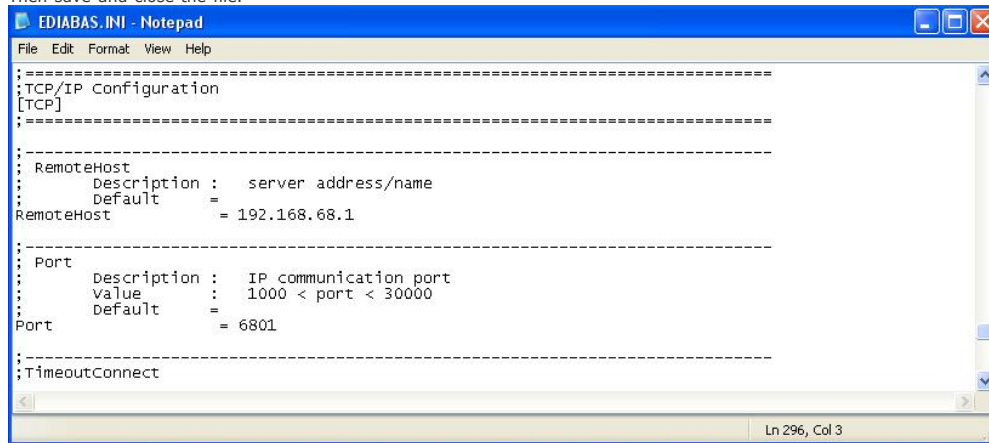 Then save and close the file.
EDIABAS.INI - Notepad
File Edit Format View Help
;=============================================================================
;TCP/IP Configuration
[TCP]
;=============================================================================
;-----------------------------------------------------------------------------
; RemoteHost
;       Description :   server address/name
;       Default     =
RemoteHost           = 192.168.68.1
;-----------------------------------------------------------------------------
; Port
;       Description :   IP communication port
;       Value       :   1000 < port < 30000
;       Default     =
Port                 = 6801
;-----------------------------------------------------------------------------
;TimeoutConnect
Ln 296, Col 3